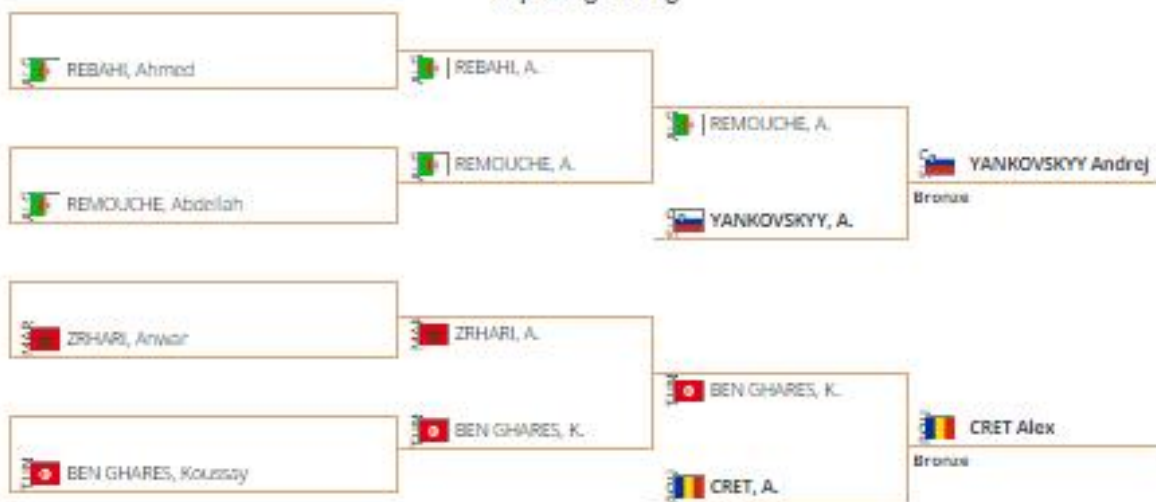 REBAHI, Ahmed
REBAHI, A.
REMOUCHE, A.
YANKOVSKYY Andrej
REMOUCHE, A.
Bronze
REMOUCHE, Abdellah
YANKOVSKYY, A.
ZRHARI, Anwar
ZRHARI, A.
BEN GHARES, K.
CRET Alex
BEN GHARES, K.
Bronze
BEN GHARES, Koussay
CRET, A.